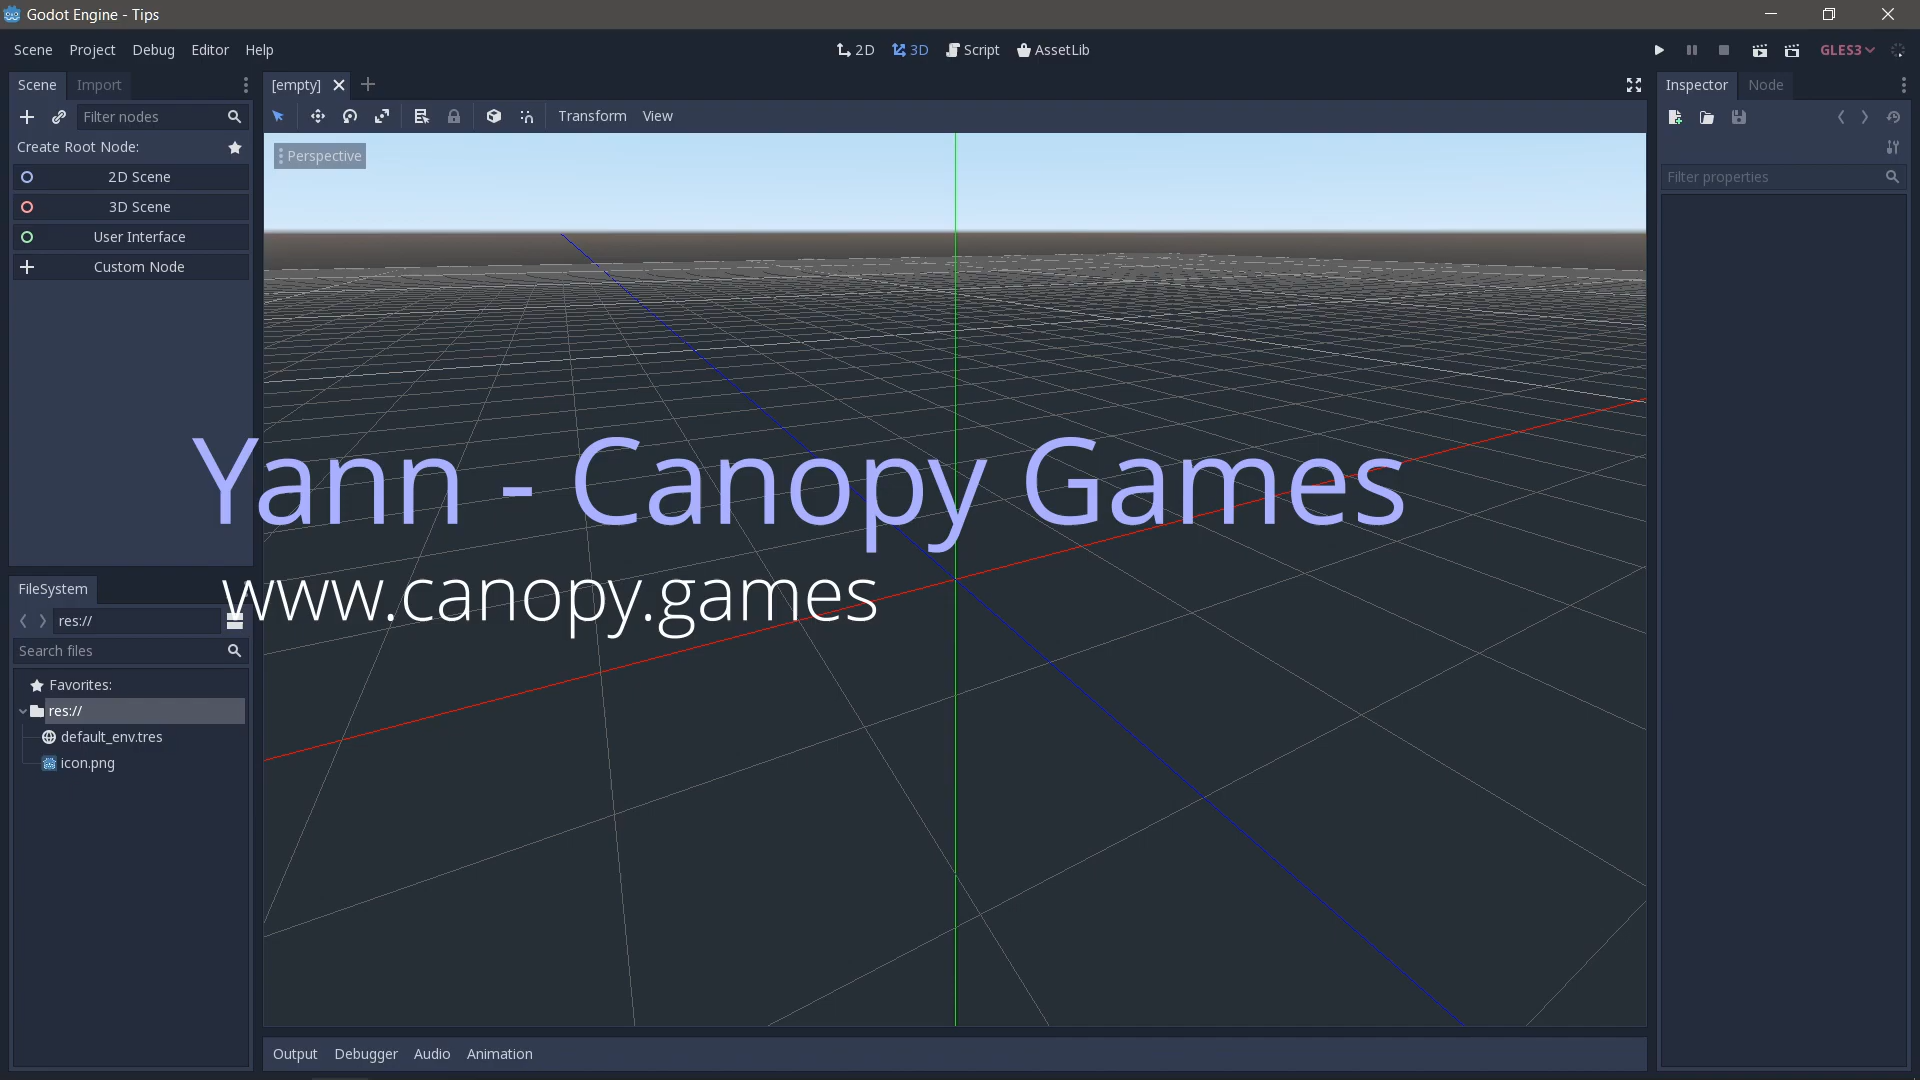 Godot Engine - Tips
Scene Project Debug Editor Help
2D 3D Script AssetLib
GLES3
Scene Import
[empty]
Inspector Node
Filter nodes
Transform View
Create Root Node:
Perspective
2D Scene
Filter properties
3D Scene
User Interface
Custom Node
Yann - Canopy Games
www.canopy.games
FileSystem
res://
Search files
Favorites:
res://
default_env.tres
icon.png
Output Debugger Audio Animation